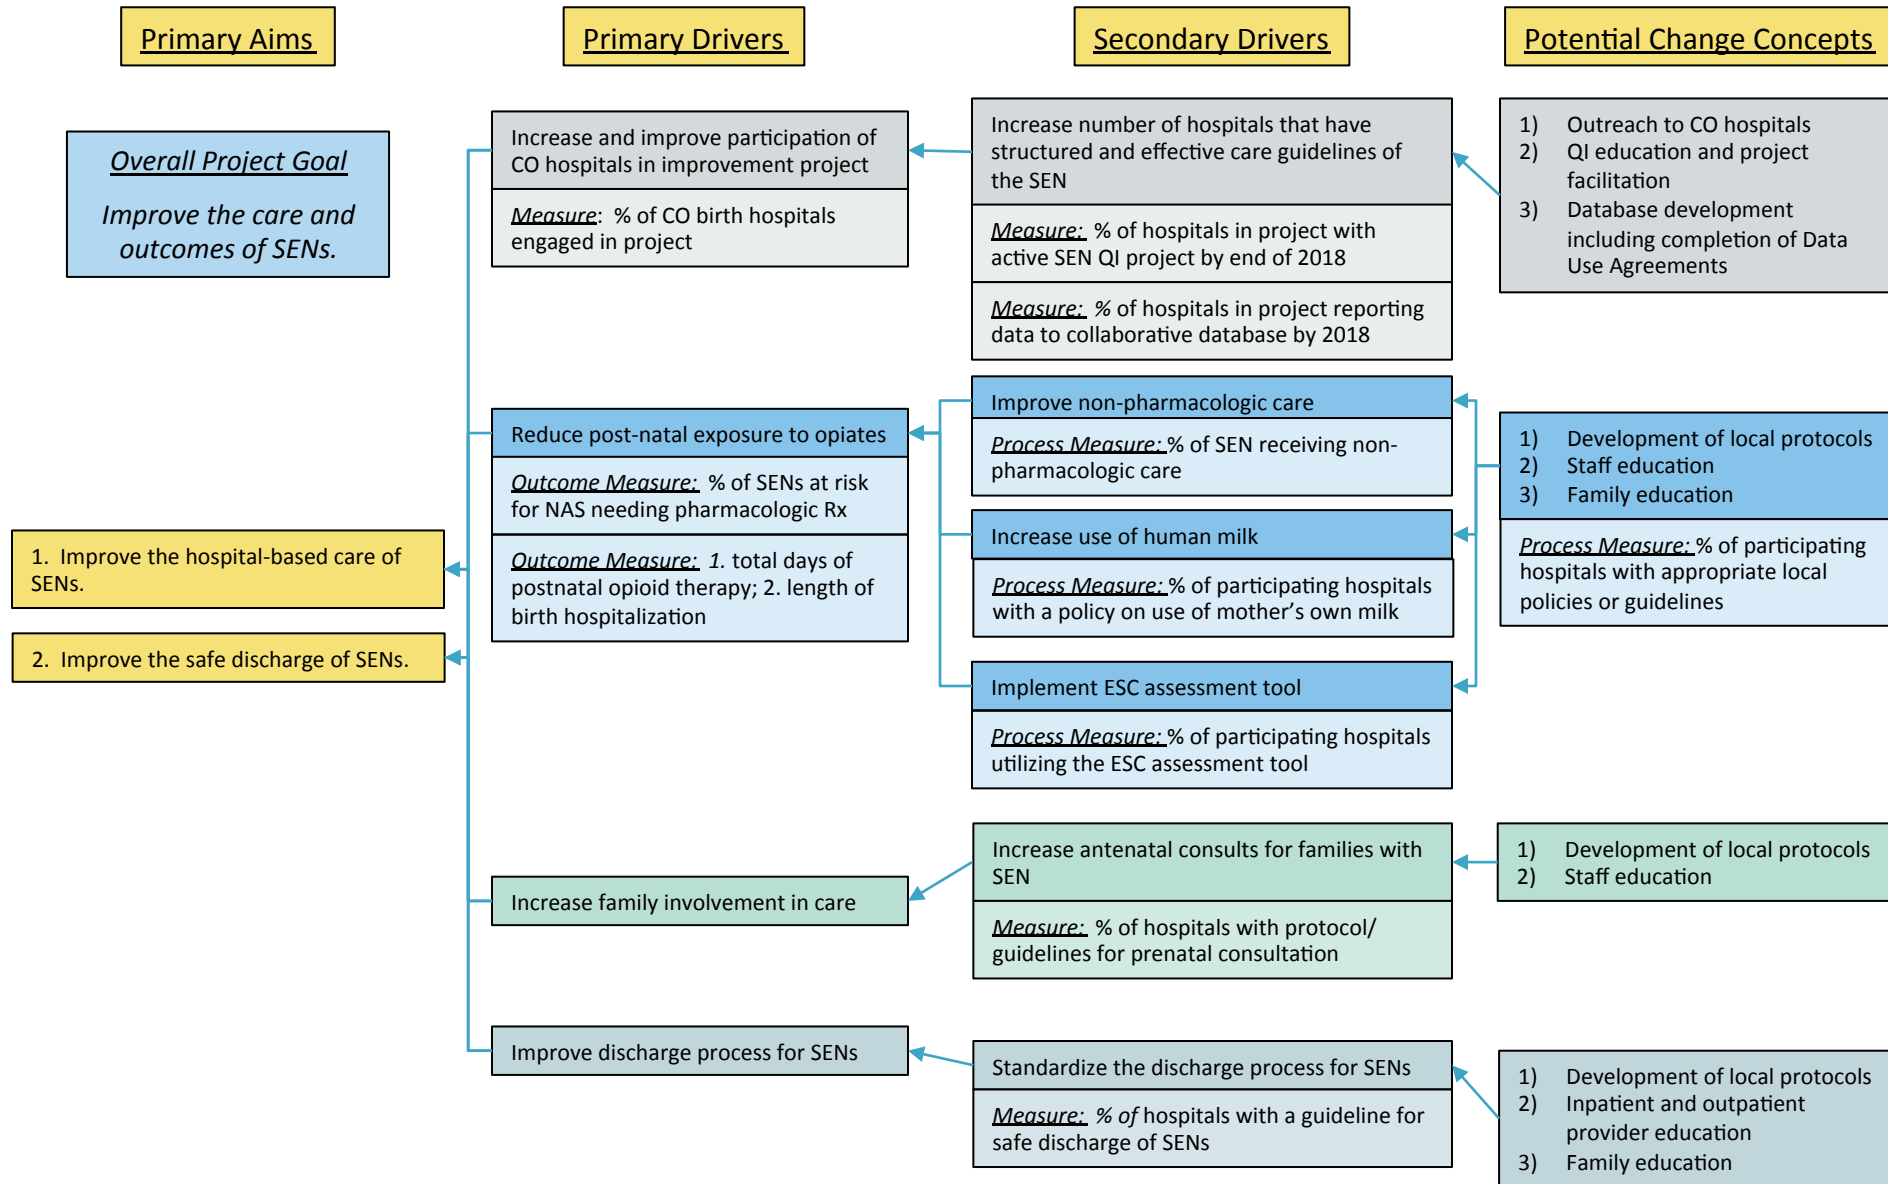 Primary Aims
Primary Drivers
Secondary Drivers
Potential Change Concepts
Overall Project Goal
Improve the care and
outcomes of SENs.
1. Improve the hospital-based care of
SENs.
2. Improve the safe discharge of SENs.
Increase and improve participation of
CO hospitals in improvement project
Measure: % of CO birth hospitals
engaged in project
Reduce post-natal exposure to opiates
Outcome Measure: % of SENs at risk
for NAS needing pharmacologic Rx
Outcome Measure: 1. total days of
postnatal opioid therapy; 2. length of
birth hospitalization
Increase family involvement in care
Improve discharge process for SENs
Increase number of hospitals that have
structured and effective care guidelines of
the SEN
Measure: % of hospitals in project with
active SEN QI project by end of 2018
Measure: % of hospitals in project reporting
data to collaborative database by 2018
Improve non-pharmacologic care
Process Measure: % of SEN receiving non-
pharmacologic care
Increase use of human milk
Process Measure: % of participating hospitals
with a policy on use of mother’s own milk
Implement ESC assessment tool
Process Measure: % of participating hospitals
utilizing the ESC assessment tool
Increase antenatal consults for families with
SEN
Measure: % of hospitals with protocol/
guidelines for prenatal consultation
Standardize the discharge process for SENs
Measure: % of hospitals with a guideline for
safe discharge of SENs
1) Outreach to CO hospitals
2) QI education and project
facilitation
3) Database development
including completion of Data
Use Agreements
1) Development of local protocols
2) Staff education
3) Family education
Process Measure: % of participating
hospitals with appropriate local
policies or guidelines
1) Development of local protocols
2) Staff education
1) Development of local protocols
2) Inpatient and outpatient
provider education
3) Family education